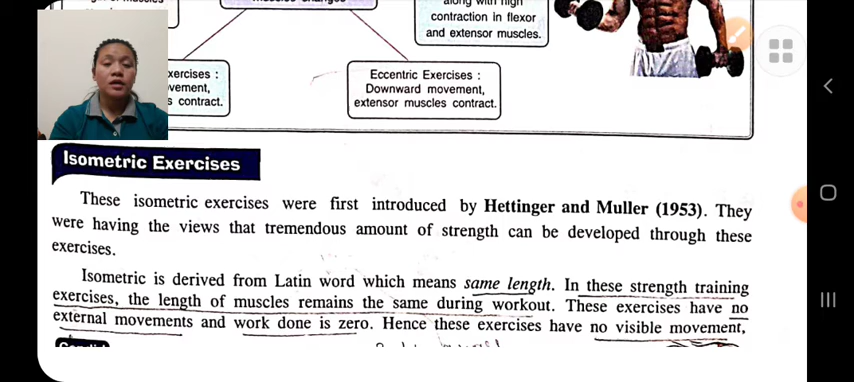 along with high
contraction in flexor
and extensor muscles.
xercises :
vement,
s contract.
Eccentric Exercises :
Downward movement,
extensor muscles contract.
Isometric Exercises
These isometric exercises were first introduced by Hettinger and Muller (1953). They
were having the views that tremendous amount of strength can be developed through these
exercises.
Isometric is derived from Latin word which means same length. In these strength training
exercises, the length of muscles remains the same during workout. These exercises have no
external movements and work done is zero. Hence these exercises have no visible movement,